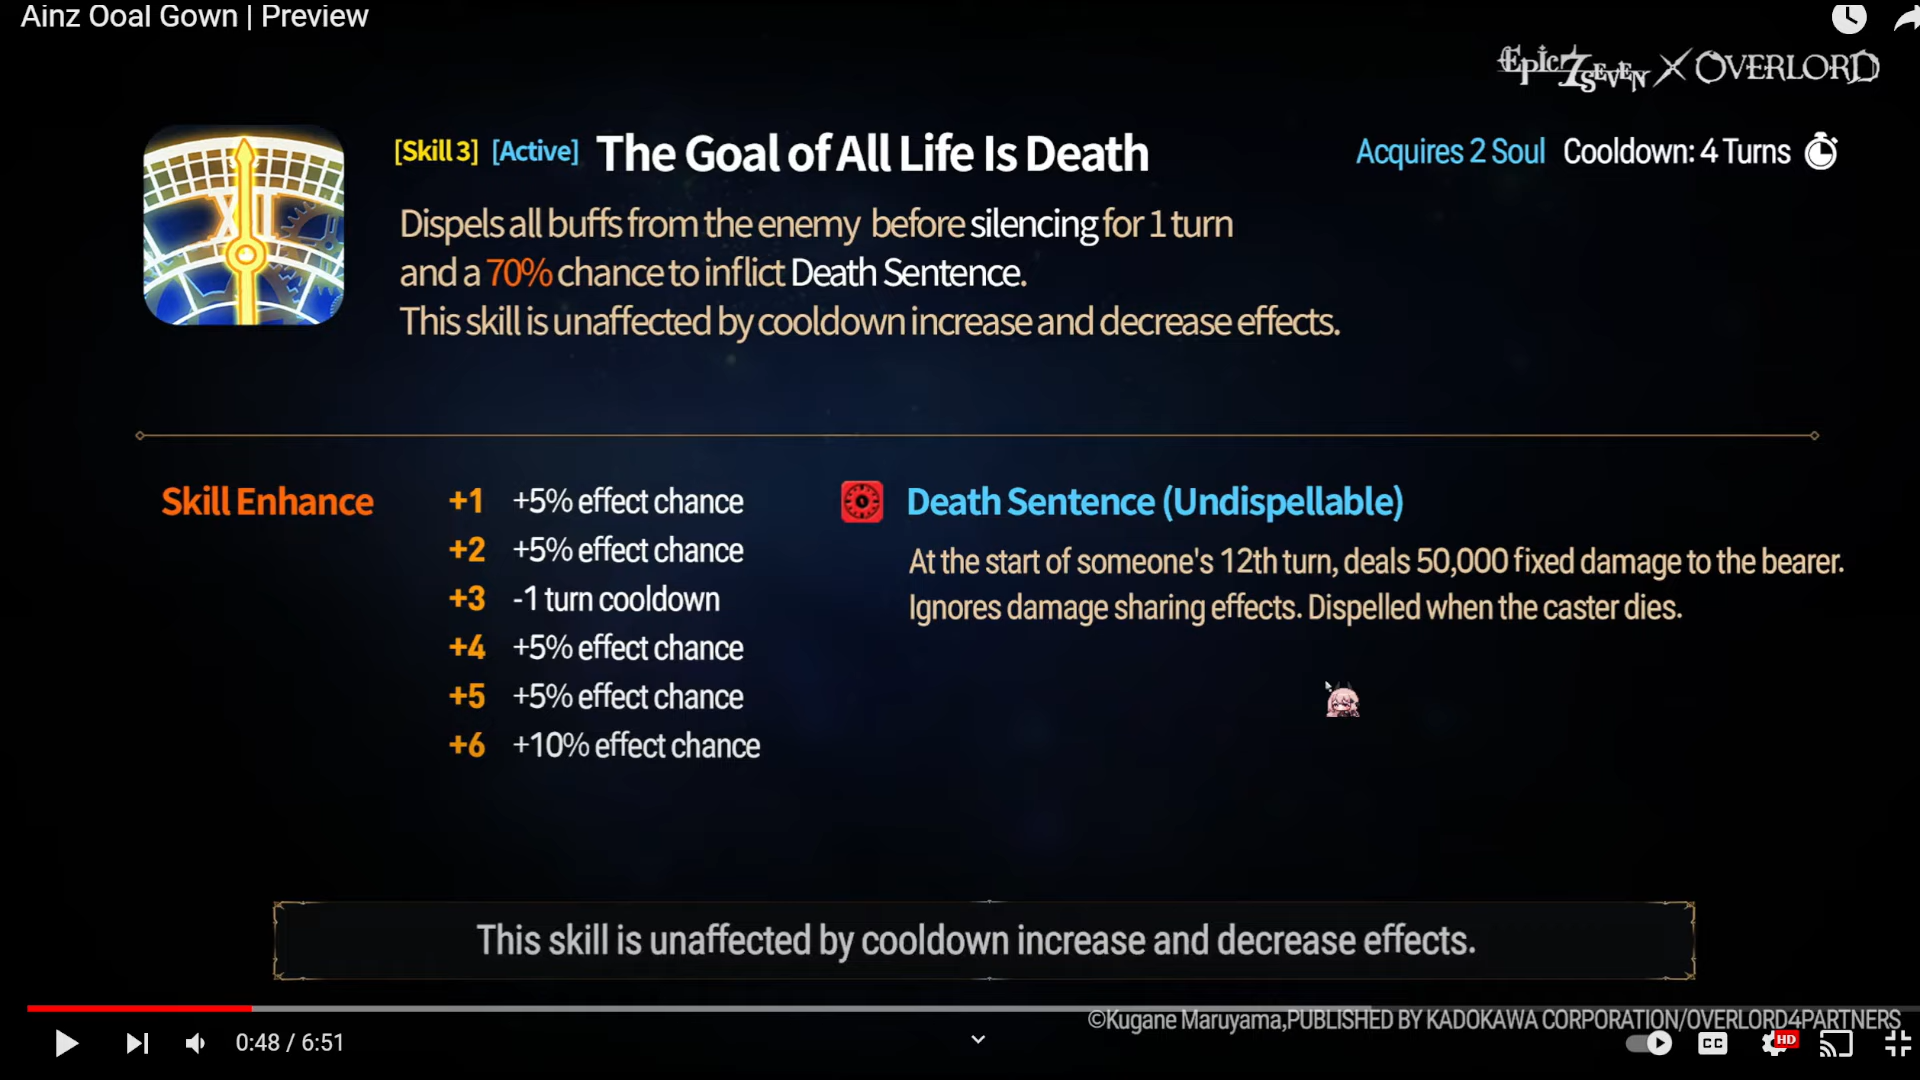 Ainz Ooal Gown | Preview
Epic SEVEN X OVERLORD
[Skill 3] [Active] The Goal of All Life Is Death
Acquires 2 Soul Cooldown: 4 Turns
Dispels all buffs from the enemy before silencing for 1 turn
and a 70% chance to inflict Death Sentence.
This skill is unaffected by cooldown increase and decrease effects.
XII
Skill Enhance
+1 +5% effect chance
+2 +5% effect chance
+3 -1 turn cooldown
+4 +5% effect chance
+5 +5% effect chance
+6 +10% effect chance
Death Sentence (Undispellable)
At the start of someone's 12th turn, deals 50,000 fixed damage to the bearer.
Ignores damage sharing effects. Dispelled when the caster dies.
This skill is unaffected by cooldown increase and decrease effects.
©Kugane Maruyama,PUBLISHED BY KADOKAWA CORPORATION/OVERLORD4PARTNERS
0:48 / 6:51
CC
HD